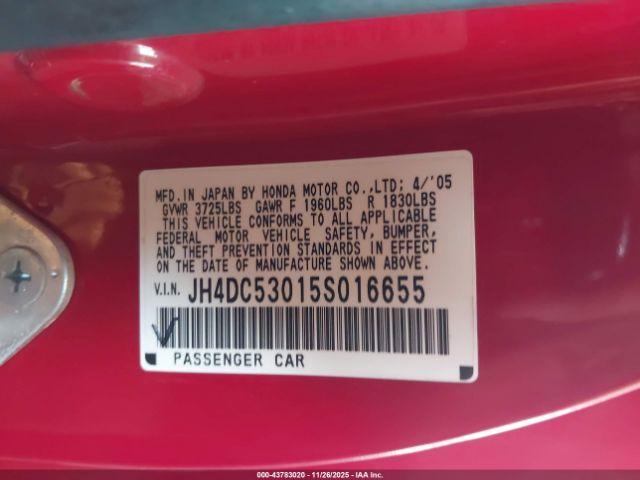 MFD.IN JAPAN BY HONDA MOTOR CO.,LTD; 4/'05
GVWR 3725LBS GAWR F 1960LBS R 1830LBS
THIS VEHICLE CONFORMS TO ALL APPLICABLE
FEDERAL MOTOR VEHICLE SAFETY, BUMPER,
AND THEFT PREVENTION STANDARDS IN EFFECT
ON THE DATE OF MANUFACTURE SHOWN ABOVE.
V.I.N. JH4DC53015S016655
PASSENGER CAR
000-43783020 - 11/26/2025 - IAA Inc.